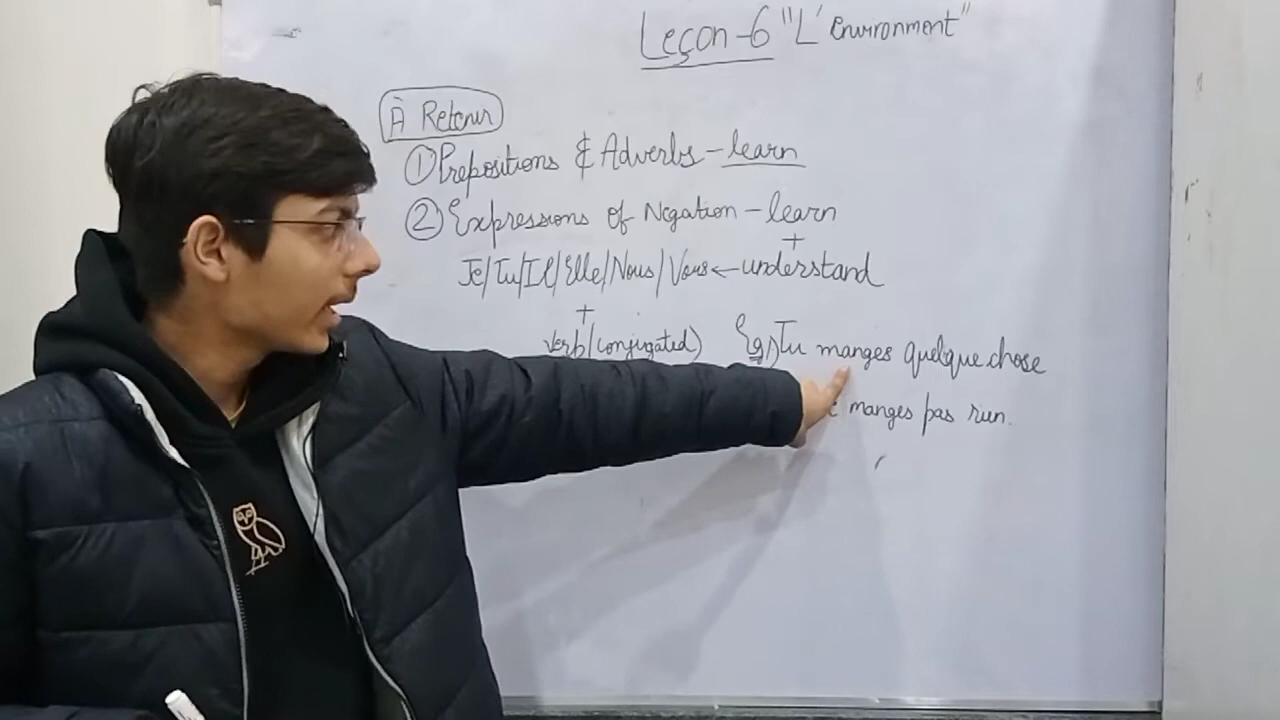 Leçon-6 "L' Environment"
À Retenir
① Prepositions & Adverbs - learn
② Expressions of Negation - learn
+
Je/Tu/Il/Elle/Nous/Vous ← understand
+
verb (conjugated) Eg) Tu manges quelque chose
manges pas rien.